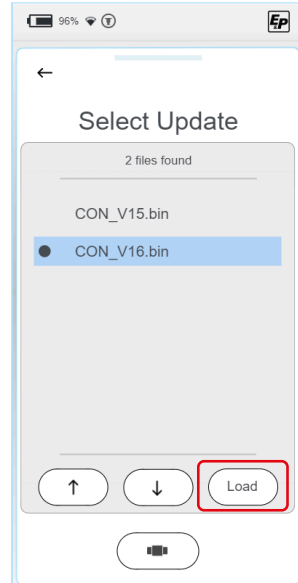 96% T EP
Select Update
2 files found
CON_V15.bin
CON_V16.bin
Load